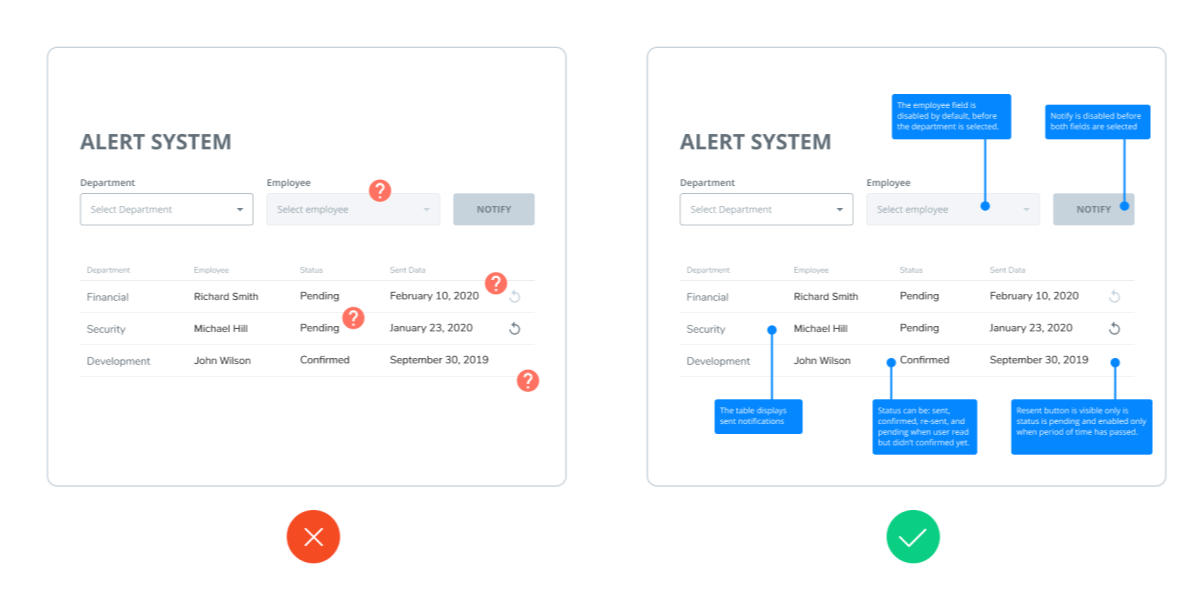 ALERT SYSTEM
Department
Employee
?
Select Department
Select employee
NOTIFY
Department Employee Status Sent Data
?
Financial Richard Smith Pending February 10, 2020
?
Security Michael Hill Pending January 23, 2020
Development John Wilson Confirmed September 30, 2019
?
The employee field is
disabled by default, before
the department is selected.
Notify is disabled before
both fields are selected
ALERT SYSTEM
Department
Employee
Select Department
Select employee
NOTIFY
Department Employee Status Sent Data
Financial Richard Smith Pending February 10, 2020
Security Michael Hill Pending January 23, 2020
Development John Wilson Confirmed September 30, 2019
The table displays
sent notifications
Status can be: sent,
confirmed, re-sent, and
pending when user read
but didn't confirmed yet.
Resent button is visible only is
status is pending and enabled only
when period of time has passed.